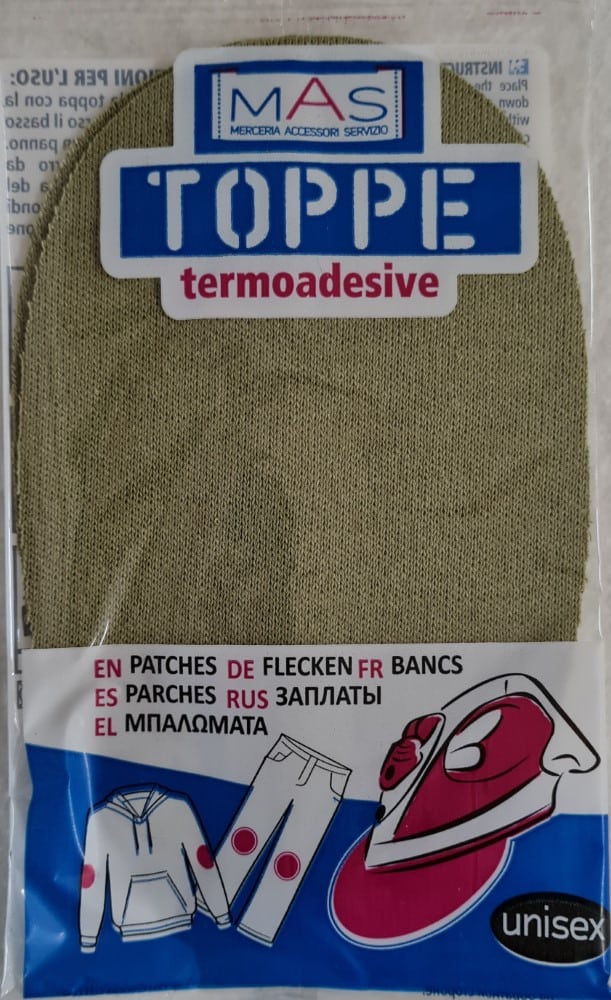 MAS
MERCERIA ACCESSORI SERVIZIO
TOPPE
termoadesive
EN PATCHES DE FLECKEN FR BANCS
ES PARCHES RUS ЗАПЛАТЫ
EL ΜΠΑΛΩΜΑΤΑ
unisex